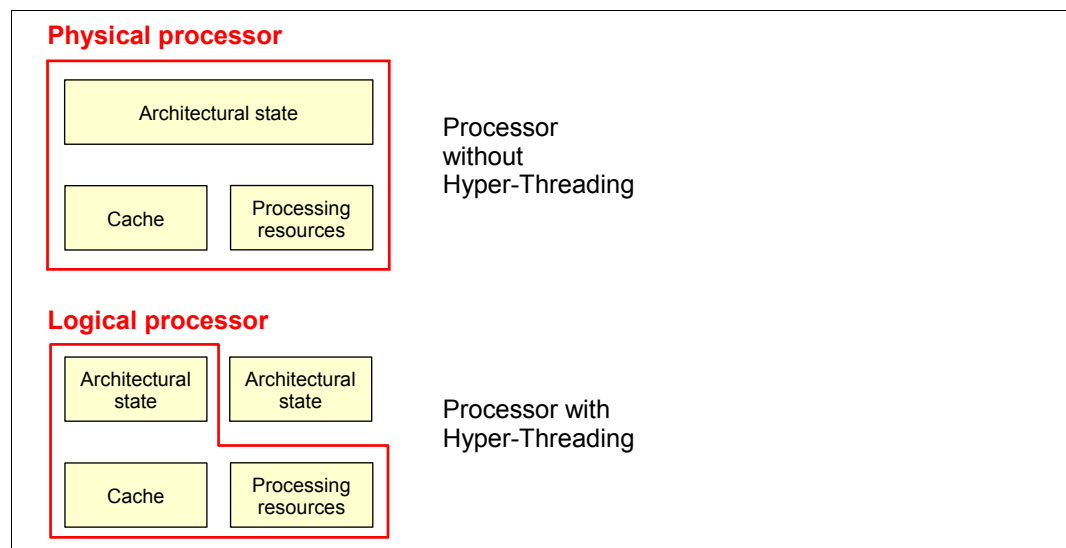 Physical processor
Architectural state
Cache
Processing
resources
Processor
without
Hyper-Threading
Logical processor
Architectural
state
Architectural
state
Cache
Processing
resources
Processor with
Hyper-Threading